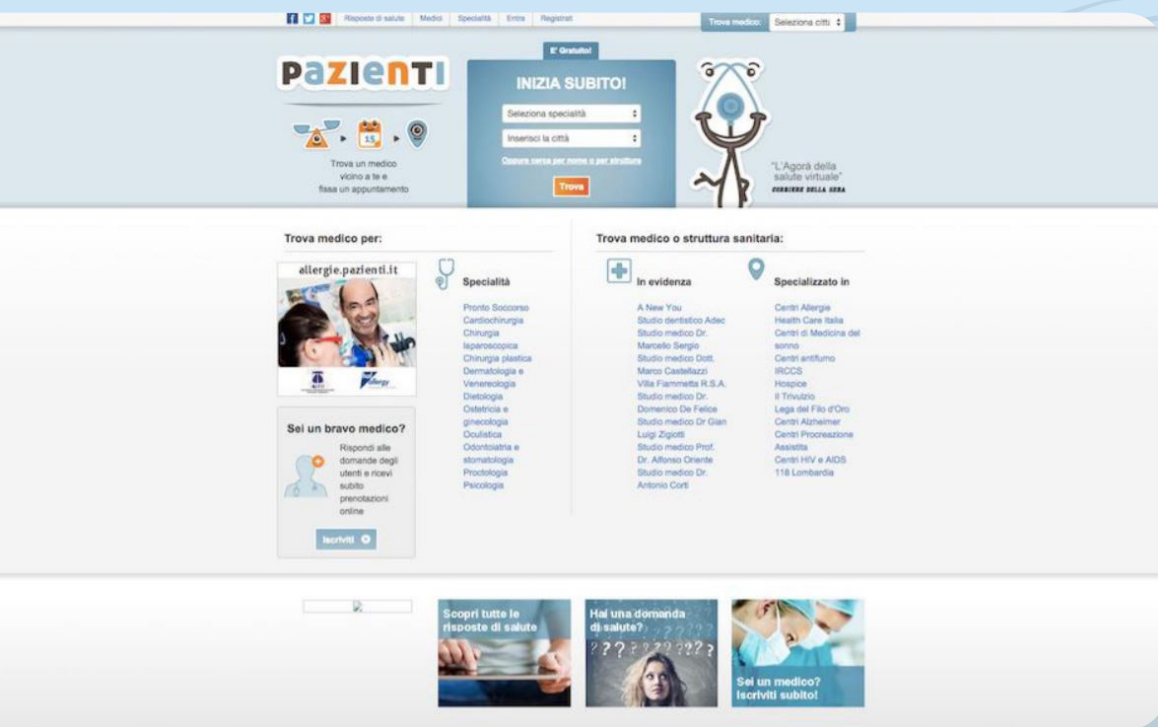 Risposte di salute Medici Specialità Entra Registrati
Trova medico: Seleziona citti
PAZIENTI
Trova un medico
vicino a te e
fissa un appuntamento
E' Gratuito!
INIZIA SUBITO!
Seleziona specialità
Inserisci la città
Oppure cerca per nome o per struttura
Trova
"L'Agorà della
salute virtuale"
CORRIERE DELLA SERA
Trova medico per:
allergie.pazienti.it
allergy
Sei un bravo medico?
Rispondi alle
domande degli
utenti e ricevi
subito
prenotazioni
online
Iscriviti
Specialità
Pronto Soccorso
Cardiochirurgia
Chirurgia
laparoscopica
Chirurgia plastica
Dermatologia e
Venereologia
Dietologia
Ostetricia e
ginecologia
Oculistica
Odontoiatria e
stomatologia
Proctologia
Psicologia
Trova medico o struttura sanitaria:
In evidenza
A New You
Studio dentistico Adec
Studio medico Dr.
Marcello Sergio
Studio medico Dott.
Marco Castellazzi
Villa Fiammetta R.S.A.
Studio medico Dr.
Domenico De Felice
Studio medico Dr Gian
Luigi Zigiotti
Studio medico Prof.
Dr. Alfonso Oriente
Studio medico Dr.
Antonio Corti
Specializzato in
Centri Allergie
Health Care Italia
Centri di Medicina del
sonno
Centri antifumo
IRCCS
Hospice
Il Trivulzio
Lega del Filo d'Oro
Centri Alzheimer
Centri Procreazione
Assistita
Centri HIV e AIDS
118 Lombardia
Scopri tutte le
risposte di salute
Hai una domanda
di salute?
Sei un medico?
Iscriviti subito!